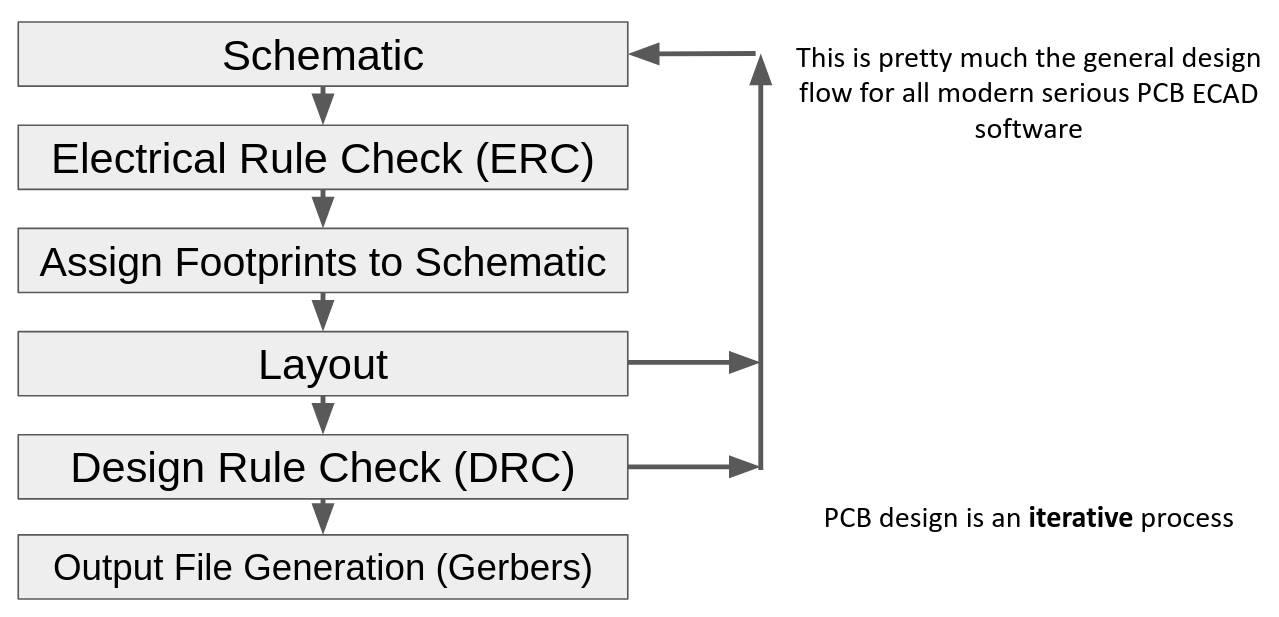 Schematic
Electrical Rule Check (ERC)
Assign Footprints to Schematic
Layout
Design Rule Check (DRC)
Output File Generation (Gerbers)
This is pretty much the general design
flow for all modern serious PCB ECAD
software
PCB design is an iterative process